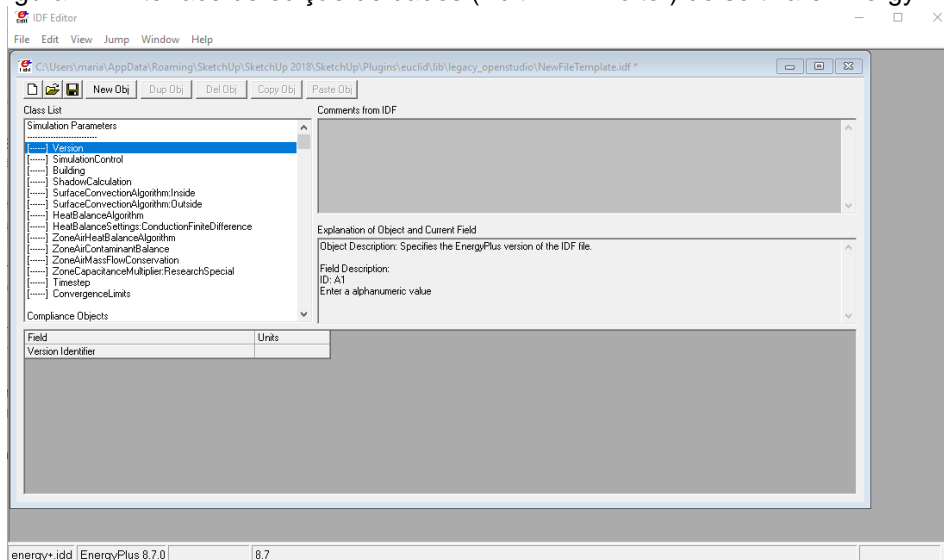 IDF Editor
File Edit View Jump Window Help
C:\Users\maria\AppData\Roaming\SketchUp\SketchUp 2018\SketchUp\Plugins\euclid\lib\legacy_openstudio\NewFileTemplate.idf *
New Obj Dup Obj Del Obj Copy Obj Paste Obj
Class List
Comments from IDF
Simulation Parameters
-------------------------
[------] Version
[------] SimulationControl
[------] Building
[------] ShadowCalculation
[------] SurfaceConvectionAlgorithm:Inside
[------] SurfaceConvectionAlgorithm:Outside
[------] HeatBalanceAlgorithm
[------] HeatBalanceSettings:ConductionFiniteDifference
[------] ZoneAirHeatBalanceAlgorithm
[------] ZoneAirContaminantBalance
[------] ZoneAirMassFlowConservation
[------] ZoneCapacitanceMultiplier:ResearchSpecial
[------] Timestep
[------] ConvergenceLimits
Compliance Objects
Explanation of Object and Current Field
Object Description: Specifies the EnergyPlus version of the IDF file.
Field Description:
ID: A1
Enter a alphanumeric value
Field Units
Version Identifier
energy+.idd EnergyPlus 8.7.0 8.7